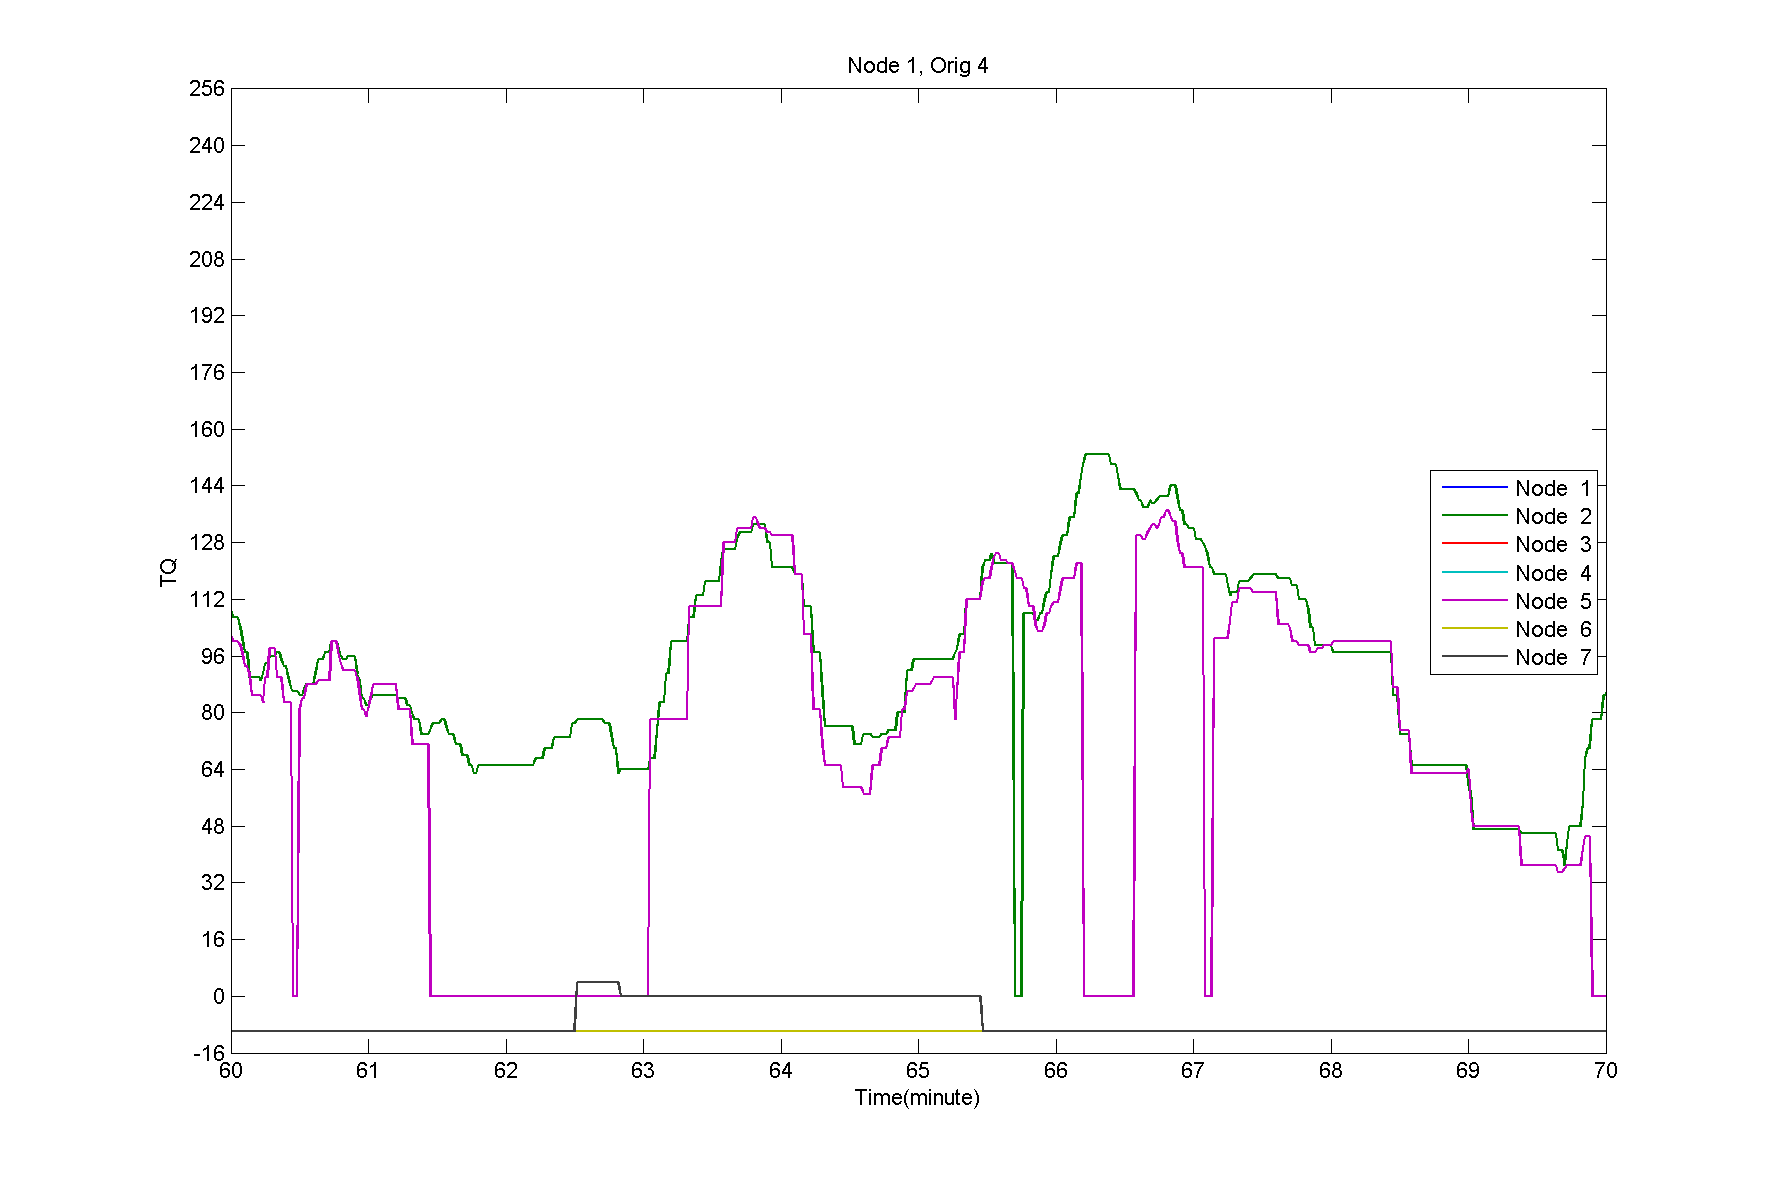 Node 1, Orig 4
256
240
224
208
192
176
160
144
128
112
96
80
64
48
32
16
0
-16
TQ
Node 1
Node 2
Node 3
Node 4
Node 5
Node 6
Node 7
60 61 62 63 64 65 66 67 68 69 70
Time(minute)